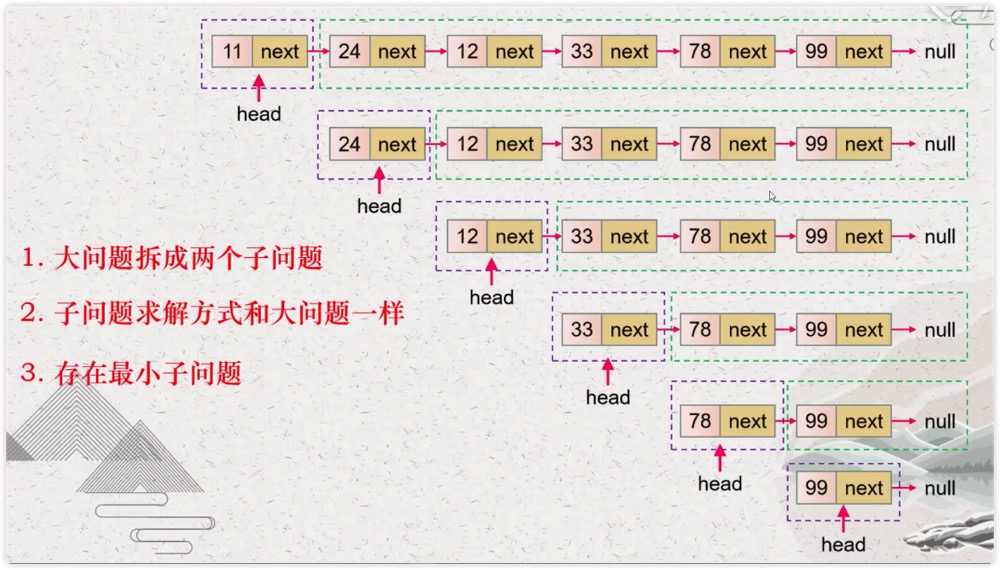 11 next 24 next 12 next 33 next 78 next 99 next null
head
24 next 12 next 33 next 78 next 99 next null
head
12 next 33 next 78 next 99 next null
head
1. 大问题拆成两个子问题
2. 子问题求解方式和大问题一样
3. 存在最小子问题
33 next 78 next 99 next null
head
78 next 99 next null
head
99 next null
head